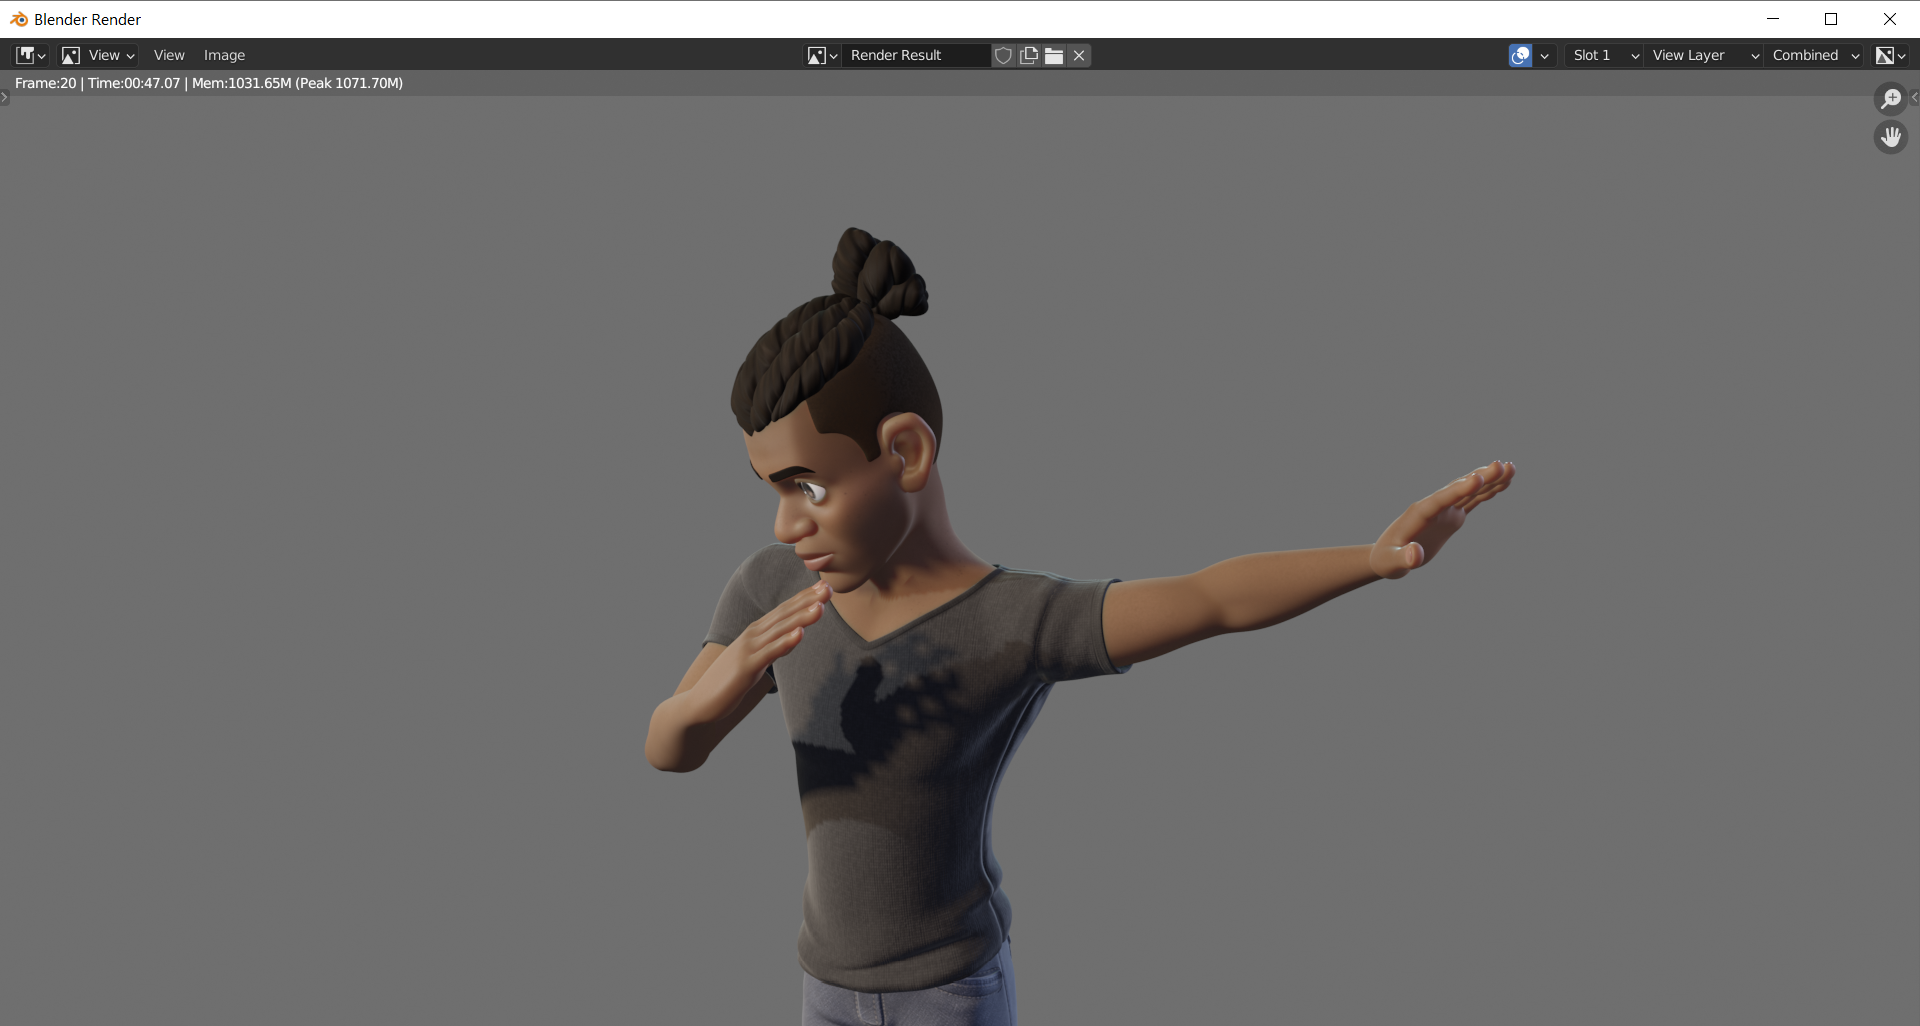 Blender Render
View View Image Render Result Slot 1 View Layer Combined
Frame:20 | Time:00:47.07 | Mem:1031.65M (Peak 1071.70M)